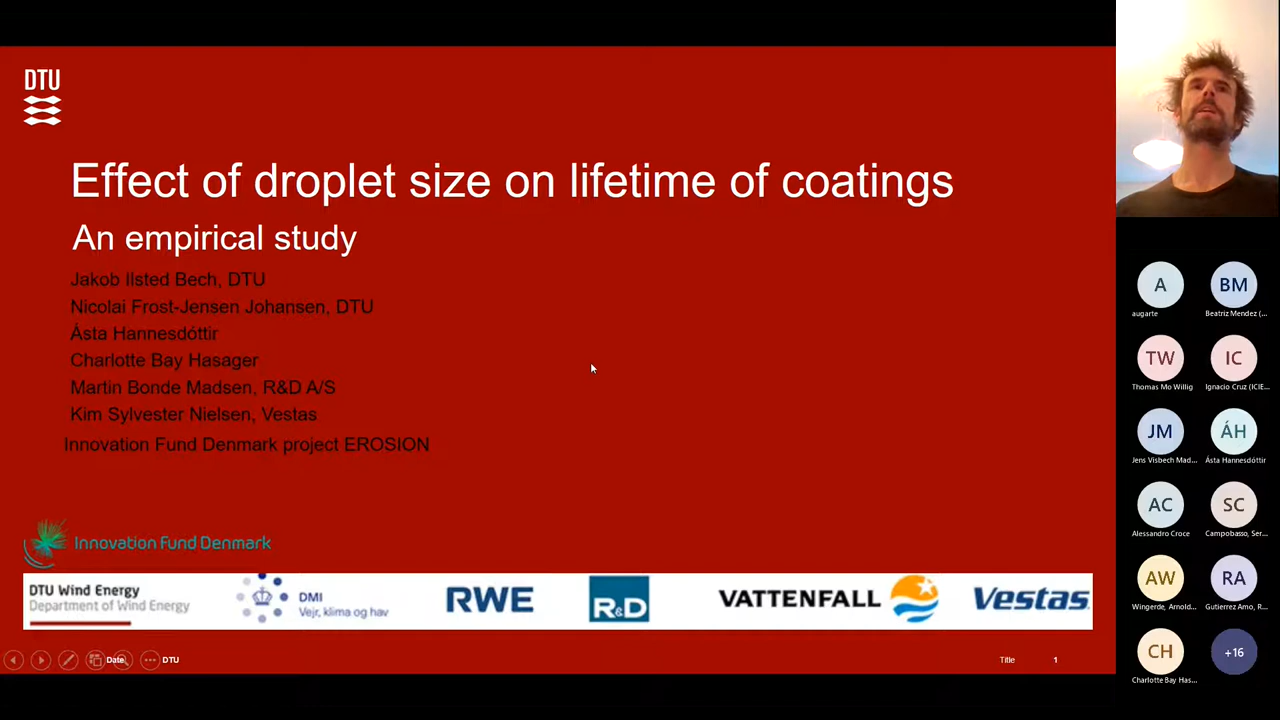 DTU
Effect of droplet size on lifetime of coatings
An empirical study
Jakob Ilsted Bech, DTU
Nicolai Frost-Jensen Johansen, DTU
Ásta Hannesdóttir
Charlotte Bay Hasager
Martin Bonde Madsen, R&D A/S
Kim Sylvester Nielsen, Vestas
Innovation Fund Denmark project EROSION
Innovation Fund Denmark
DTU Wind Energy
Department of Wind Energy
DMI
Vejr, klima og hav
RWE
R&D
VATTENFALL
Vestas
Date
DTU
Title
1
A
augarte
BM
Beatriz Mendez (...
TW
Thomas Mo Willig
IC
Ignacio Cruz (ICIE...
JM
Jens Visbech Mad...
ÁH
Ásta Hannesdóttir
AC
Alessandro Croce
SC
Campobasso, Ser...
AW
Wingerde, Arnold...
RA
Gutierrez Amo, R...
CH
Charlotte Bay Has...
+16